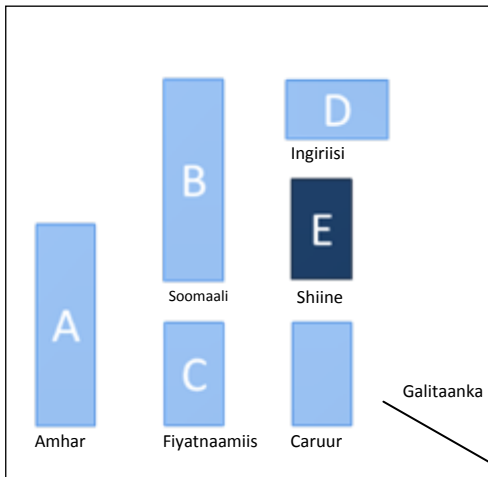 D
Ingiriisi
B
Soomaali
E
Shiine
A
Amhar
C
Fiyatnaamiis
Caruur
Galitaanka